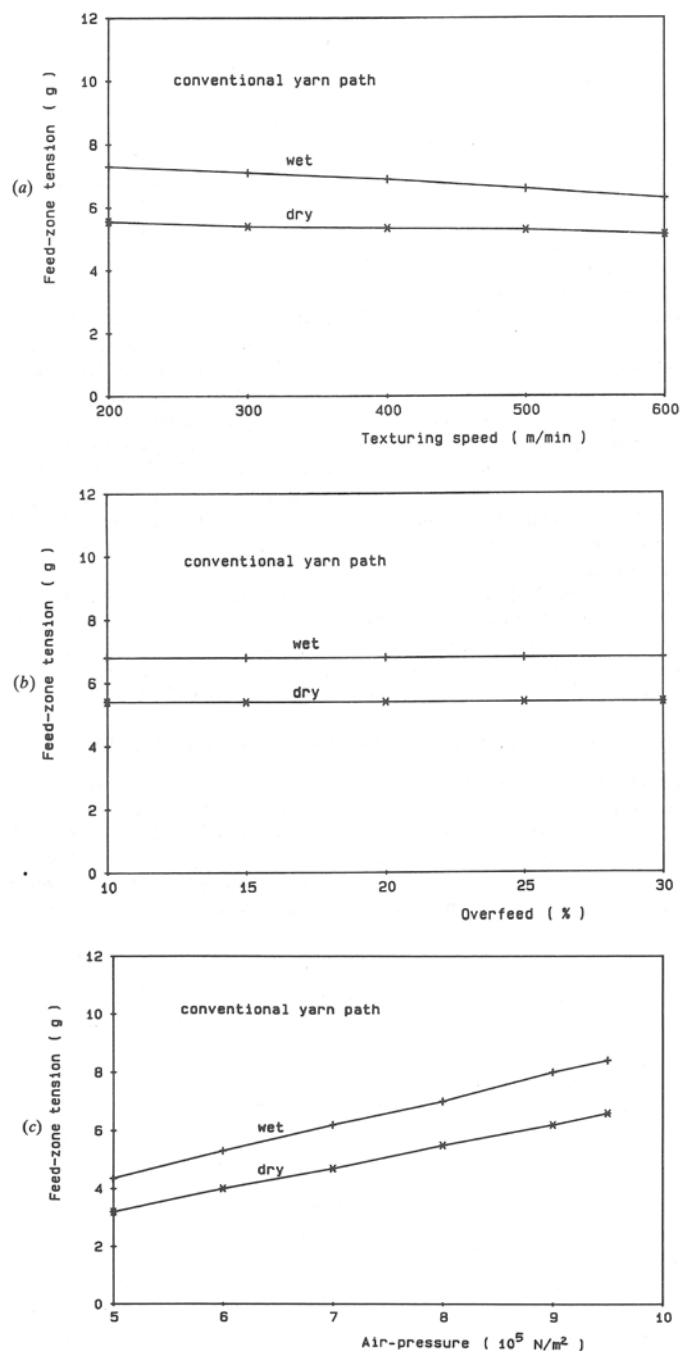 12
10
8
6
4
2
0
Feed-zone tension ( g )
(a)
conventional yarn path
wet
dry
200 300 400 500 600
Texturing speed ( m/min )
12
10
8
6
4
2
0
Feed-zone tension ( g )
(b)
conventional yarn path
wet
dry
10 15 20 25 30
Overfeed ( % )
12
10
8
6
4
2
0
Feed-zone tension ( g )
(c)
conventional yarn path
wet
dry
5 6 7 8 9 10
Air-pressure ( 10⁵ N/m² )